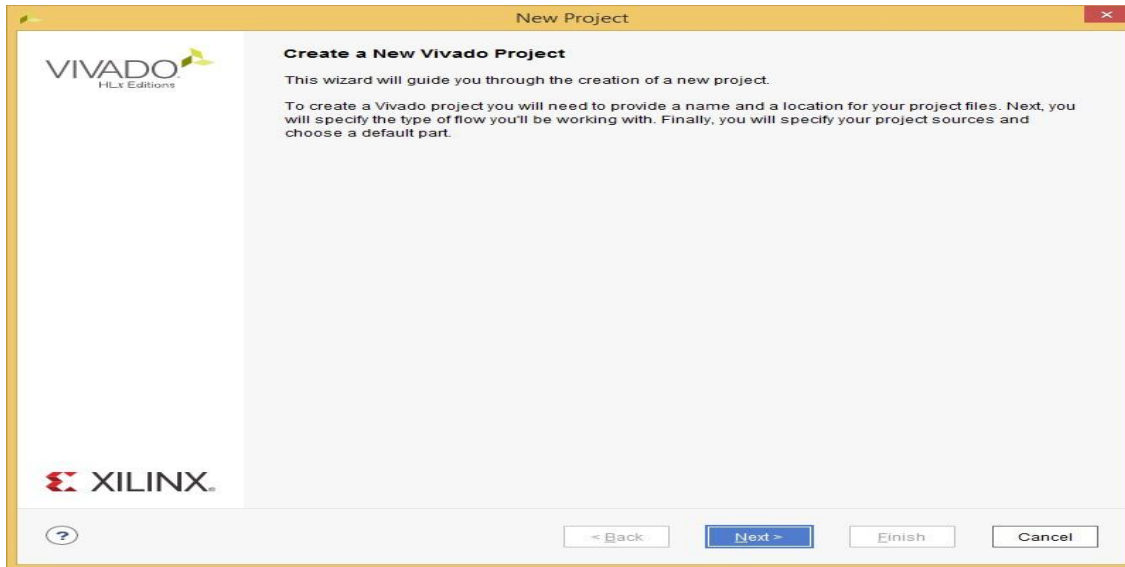 New Project
×
VIVADO.
HLx Editions
Create a New Vivado Project
This wizard will guide you through the creation of a new project.
To create a Vivado project you will need to provide a name and a location for your project files. Next, you
will specify the type of flow you'll be working with. Finally, you will specify your project sources and
choose a default part.
XILINX.
?
< Back
Next >
Finish
Cancel